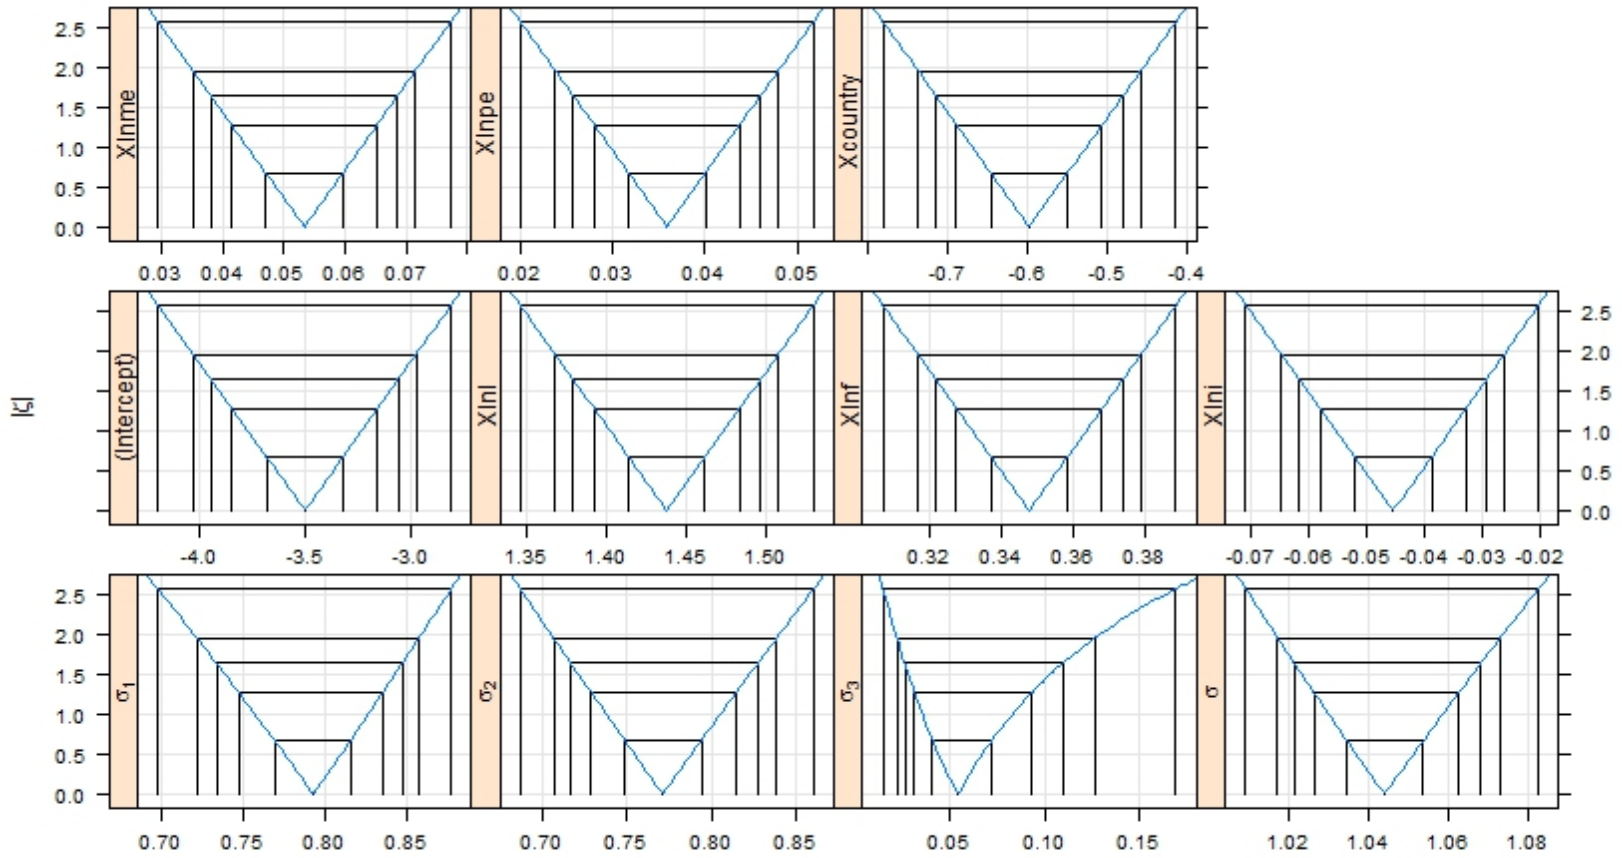 2.5
2.0
1.5
1.0
0.5
0.0
Xlnme
Xlnpe
Xcountry
0.03 0.04 0.05 0.06 0.07
0.02 0.03 0.04 0.05
-0.7 -0.6 -0.5 -0.4
|ζ|
(Intercept)
Xlnl
Xlnf
Xlni
2.5
2.0
1.5
1.0
0.5
0.0
-4.0 -3.5 -3.0
1.35 1.40 1.45 1.50
0.32 0.34 0.36 0.38
-0.07 -0.06 -0.05 -0.04 -0.03 -0.02
2.5
2.0
1.5
1.0
0.5
0.0
σ1
σ2
σ3
σ
0.70 0.75 0.80 0.85
0.70 0.75 0.80 0.85
0.05 0.10 0.15
1.02 1.04 1.06 1.08